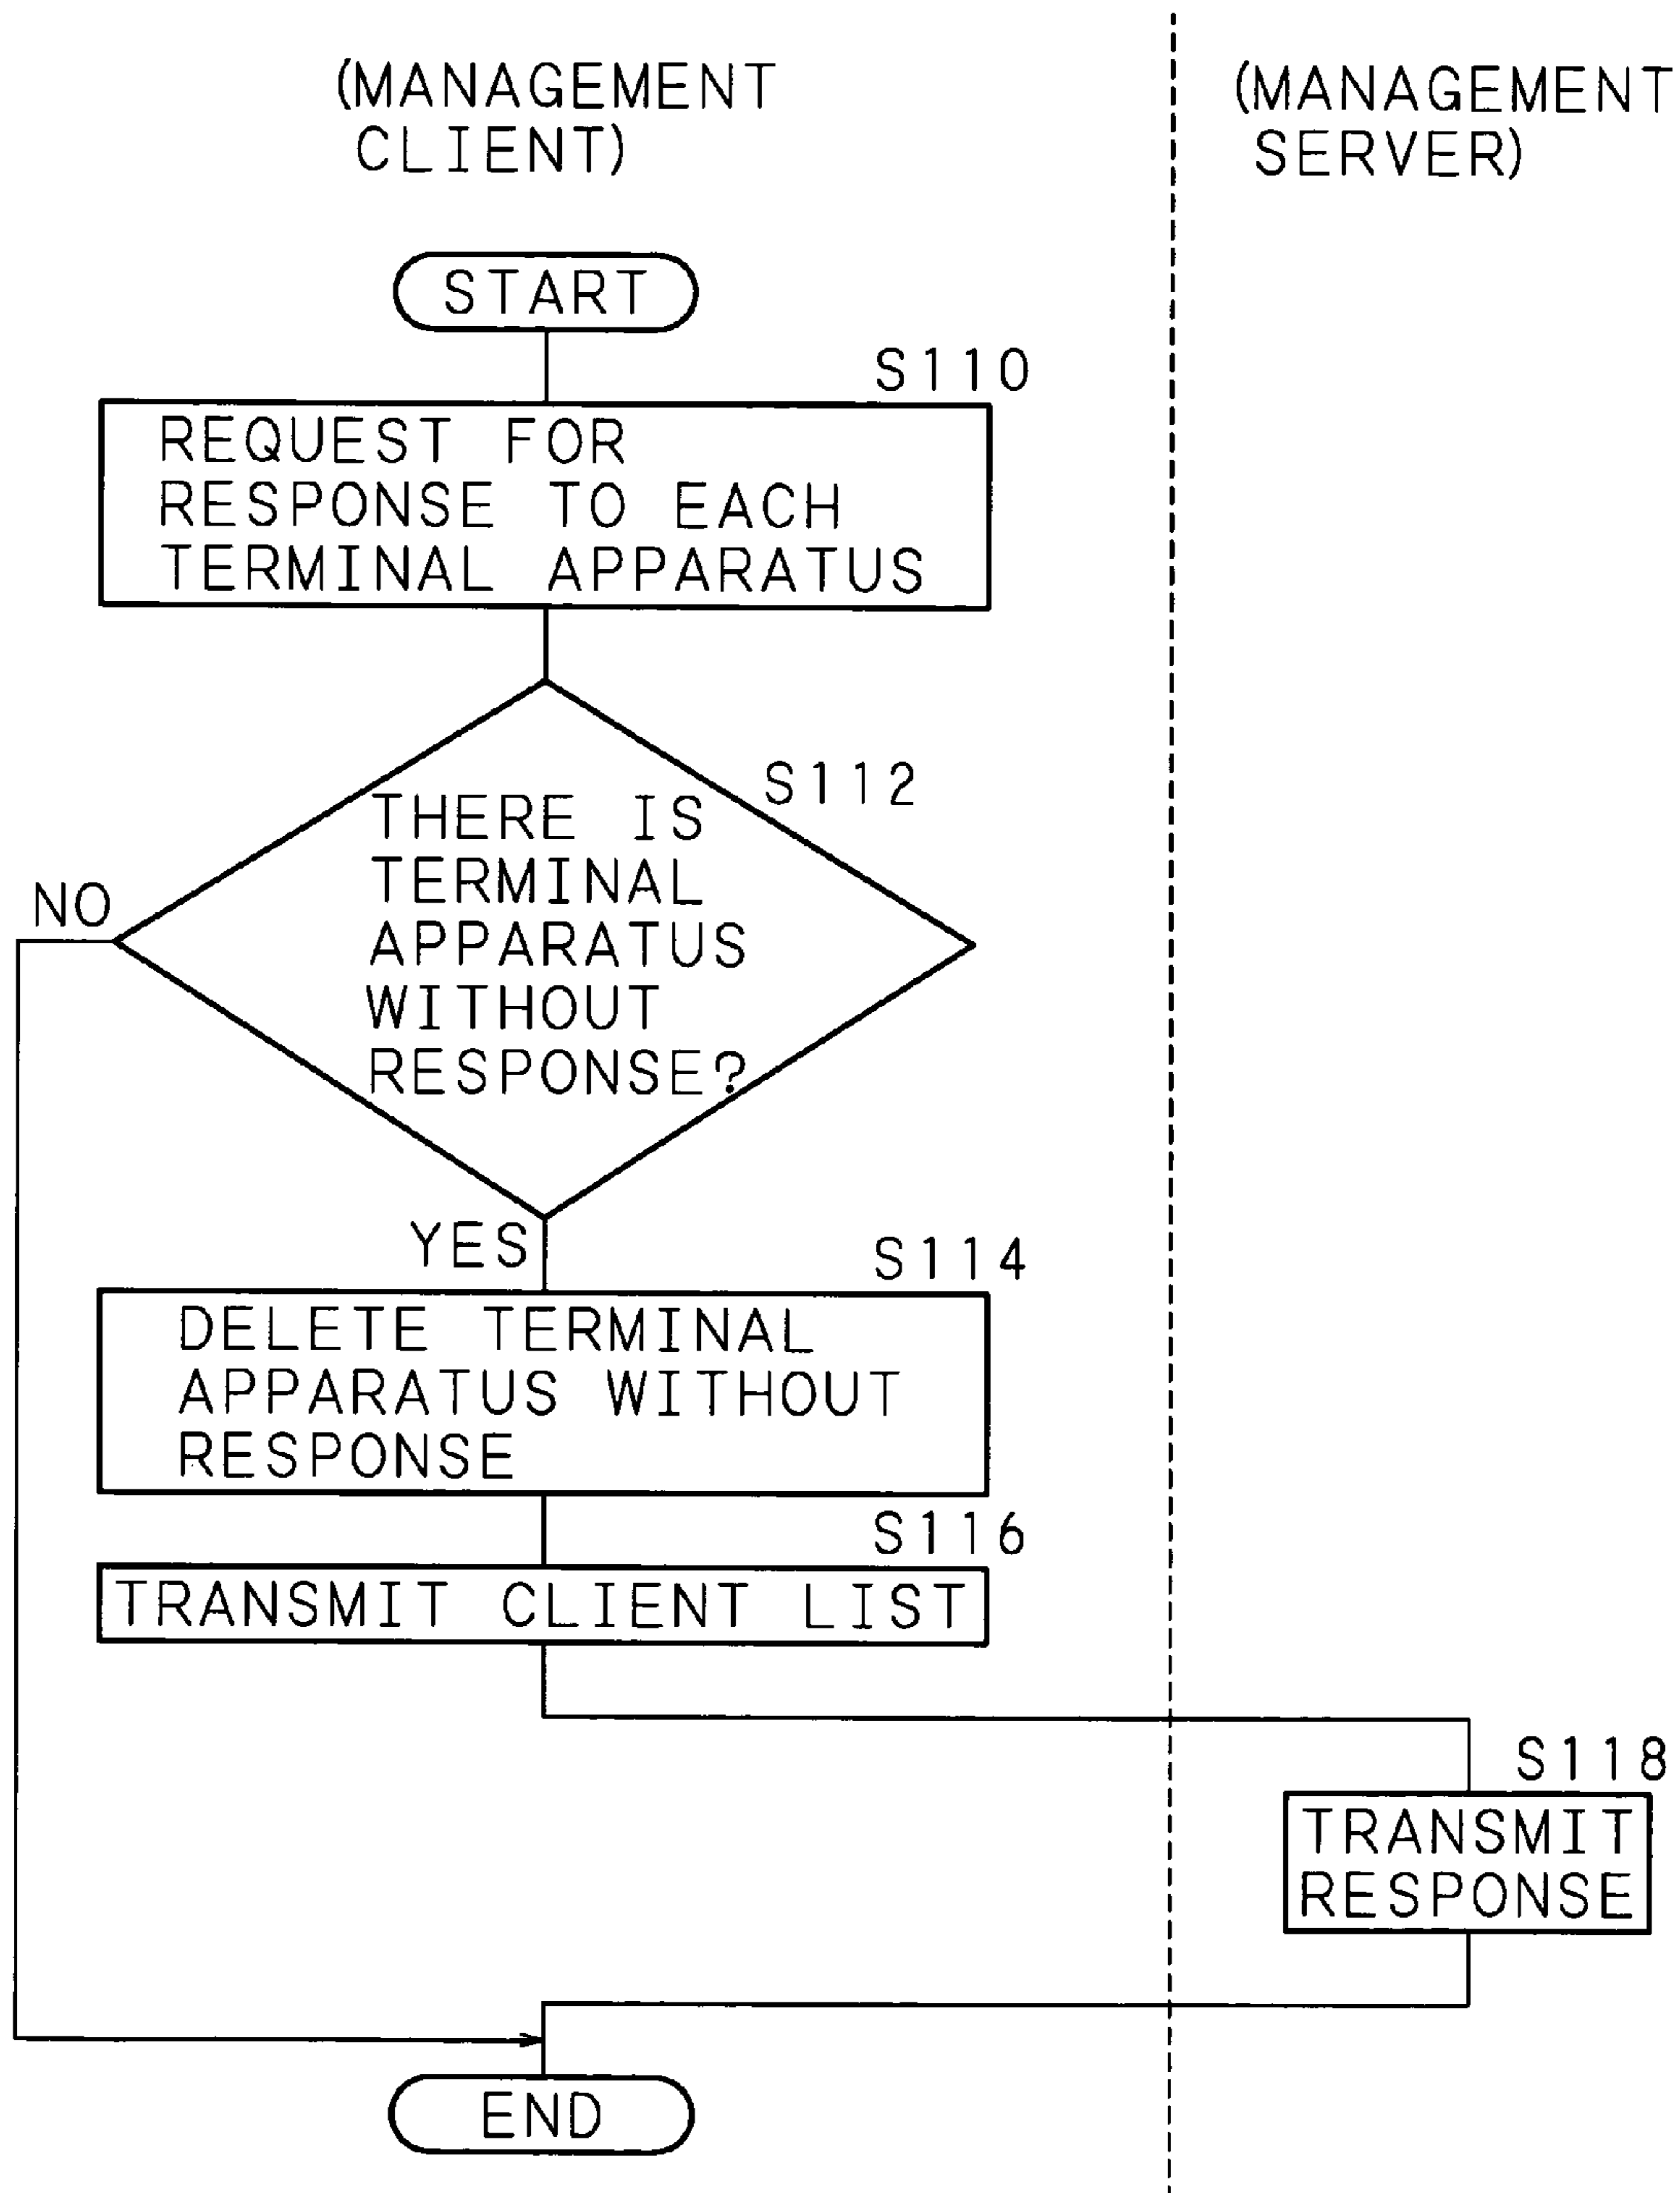 (MANAGEMENT
CLIENT)
(MANAGEMENT
SERVER)
START
S110
REQUEST FOR
RESPONSE TO EACH
TERMINAL APPARATUS
S112
THERE IS
TERMINAL
APPARATUS
WITHOUT
RESPONSE?
NO
YES
S114
DELETE TERMINAL
APPARATUS WITHOUT
RESPONSE
S116
TRANSMIT CLIENT LIST
S118
TRANSMIT
RESPONSE
END